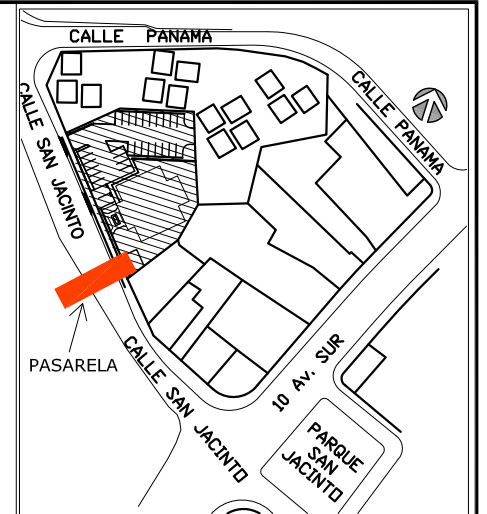 CALLE PANAMA
CALLE PANAMA
CALLE SAN JACINTO
PASARELA
CALLE SAN JACINTO
10 Av. SUR
PARQUE
SAN
JACINTO